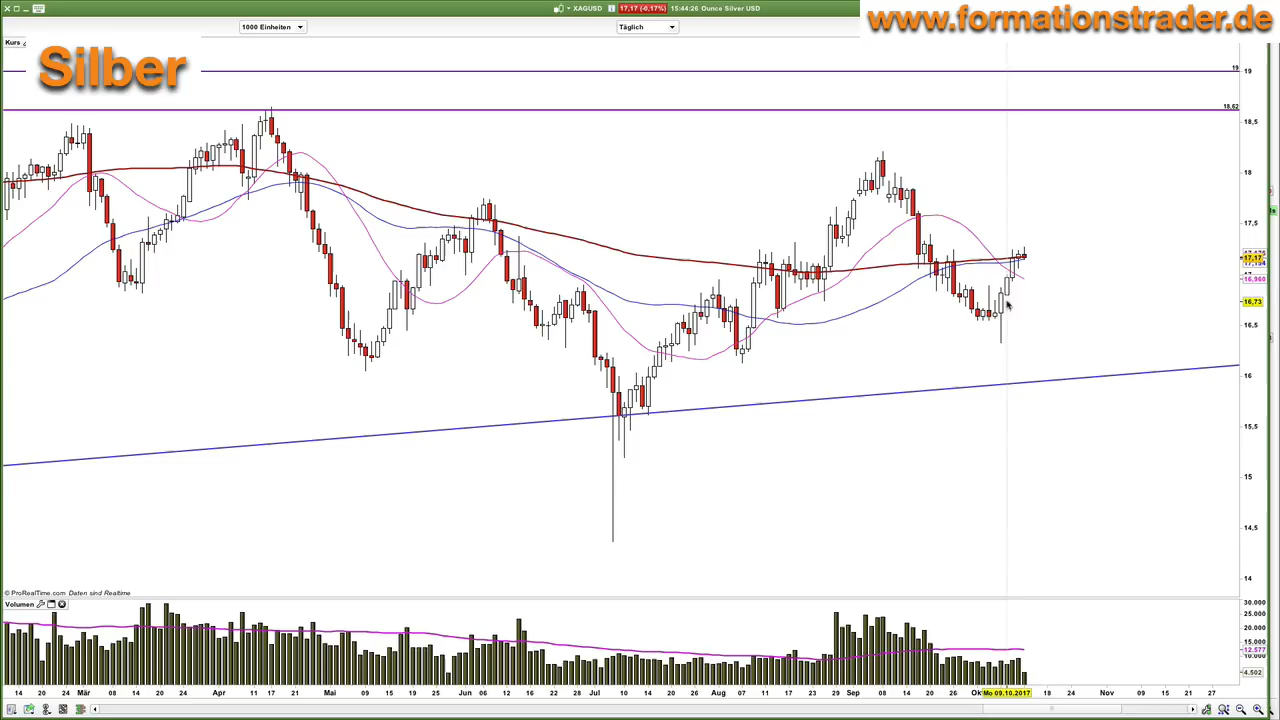 XAGUSD 17,17 (-0,17%) 15:44:26 Ounce Silver USD
www.formationstrader.de
1000 Einheiten
Täglich
Kurs
Silber
19
19
18,62
18,5
18
17,5
17,17
17
16,960
16,73
16,5
16
15,5
15
14,5
14
© ProRealTime.com Daten sind Realtime
Volumen
30.000
25.000
20.000
15.000
12.577
10.000
4.502
14 20 24 Mär 08 14 20 24 Apr 11 17 21 Mai 09 15 19 25 Jun 06 12 16 22 28 Jul 10 14 20 25 Aug 07 11 17 23 29 Sep 08 14 20 26 Ok Mo 09.10.2017 18 24 Nov 09 15 21 27